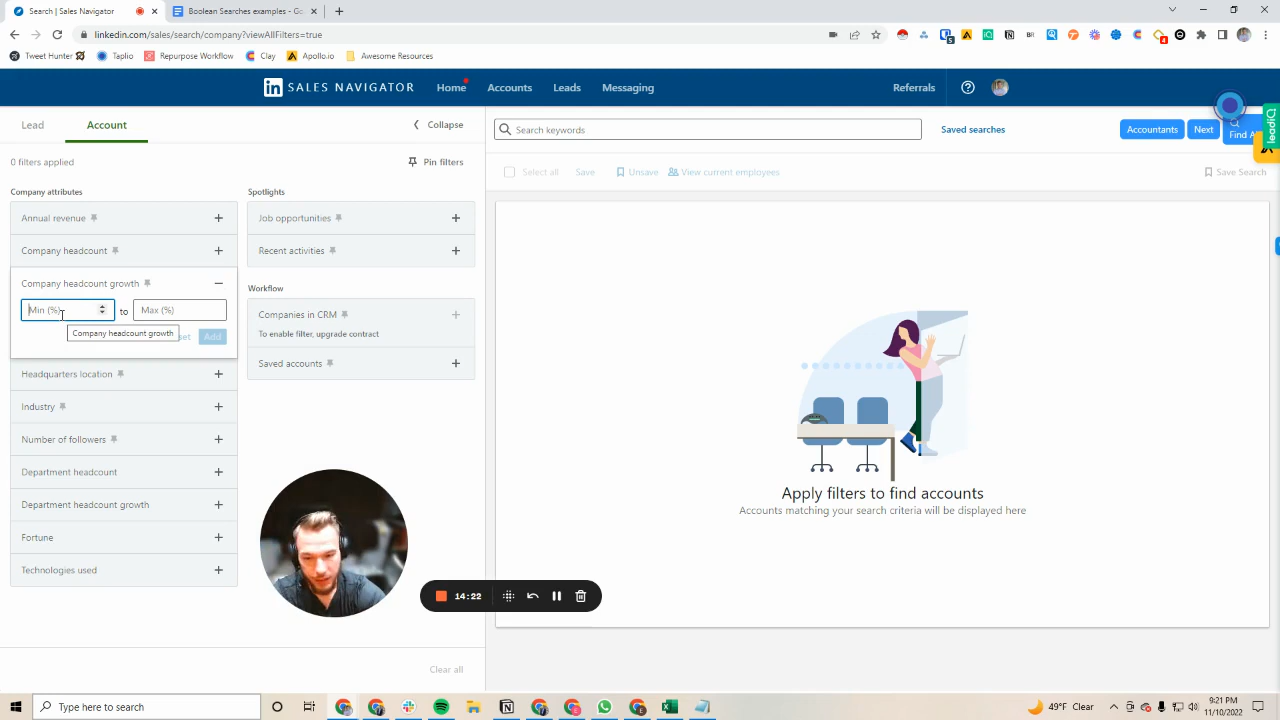 Search | Sales Navigator
Boolean Searches examples - Go
linkedin.com/sales/search/company?viewAllFilters=true
Tweet Hunter
Taplio
Repurpose Workflow
Clay
Apollo.io
Awesome Resources
in SALES NAVIGATOR
Home
Accounts
Leads
Messaging
Referrals
Lead
Account
Collapse
Search keywords
Saved searches
Accountants
Next
Find A
Dipiel
0 filters applied
Pin filters
Select all
Save
Unsave
View current employees
Save Search
Company attributes
Annual revenue
Company headcount
Company headcount growth
Min (%)
to
Max (%)
Company headcount growth
set
Add
Headquarters location
Industry
Number of followers
Department headcount
Department headcount growth
Fortune
Technologies used
Spotlights
Job opportunities
Recent activities
Workflow
Companies in CRM
To enable filter, upgrade contract
Saved accounts
Apply filters to find accounts
Accounts matching your search criteria will be displayed here
14:22
Clear all
Type here to search
49°F Clear
9:21 PM
11/10/2022